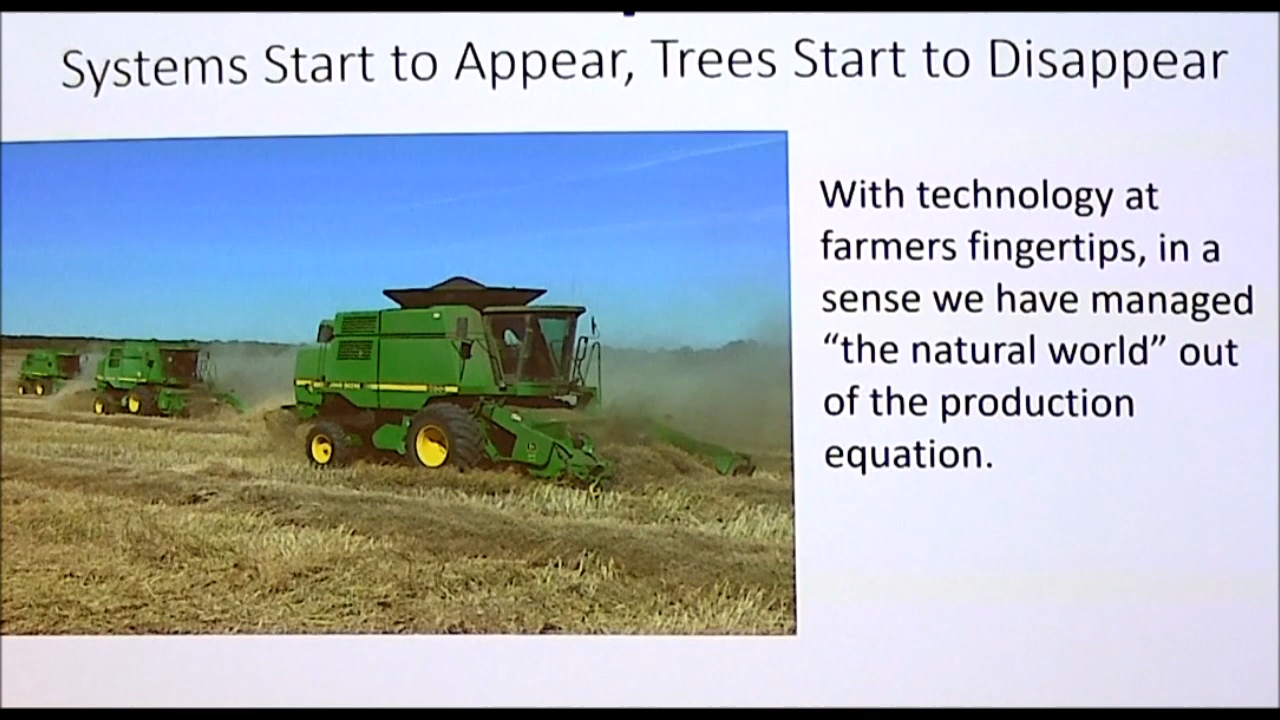 Systems Start to Appear, Trees Start to Disappear
With technology at
farmers fingertips, in a
sense we have managed
“the natural world” out
of the production
equation.